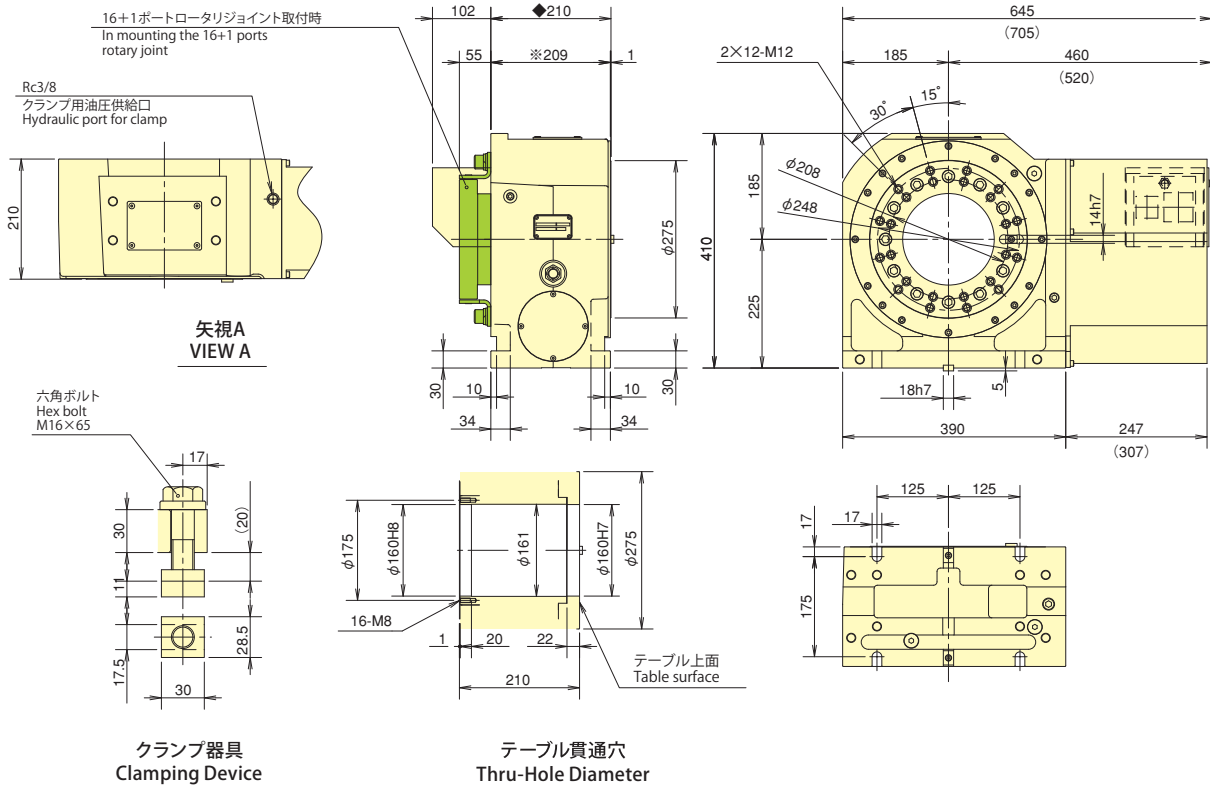 16+1ポートロータリジョイント取付時
In mounting the 16+1 ports
rotary joint
Rc3/8
クランプ用油圧供給口
Hydraulic port for clamp
210
矢視A
VIEW A
102
◆210
55
※209
1
φ275
30
10
34
10
34
30
645
(705)
185
460
(520)
2×12-M12
30°
15°
φ208
φ248
185
410
225
14h7
18h7
5
390
247
(307)
六角ボルト
Hex bolt
M16×65
17
30
(20)
11
17.5
28.5
30
クランプ器具
Clamping Device
φ175
φ160H8
φ161
φ160H7
φ275
16-M8
1
20
22
210
テーブル上面
Table surface
テーブル貫通穴
Thru-Hole Diameter
125
125
17
17
175